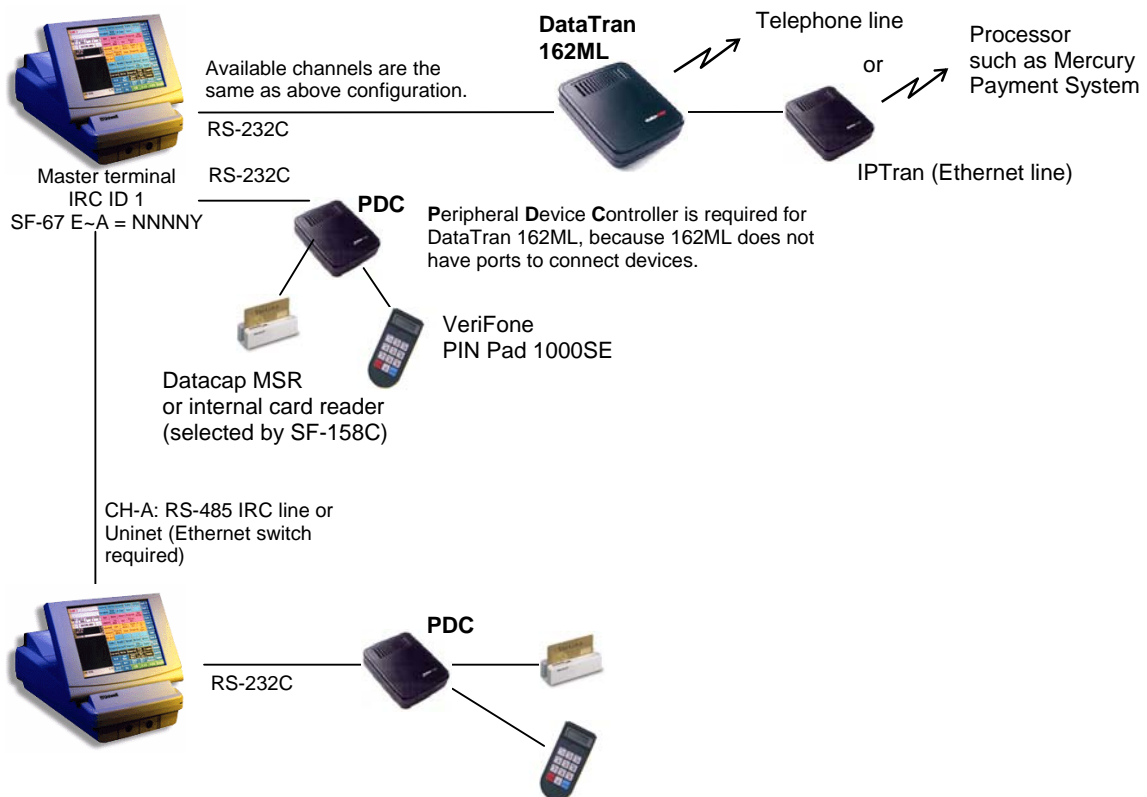 DataTran
162ML
Telephone line
or
Processor
such as Mercury
Payment System
Available channels are the
same as above configuration.
RS-232C
IPTran (Ethernet line)
Master terminal
IRC ID 1
SF-67 E~A = NNNNY
RS-232C
PDC
Peripheral Device Controller is required for
DataTran 162ML, because 162ML does not
have ports to connect devices.
VeriFone
PIN Pad 1000SE
Datacap MSR
or internal card reader
(selected by SF-158C)
CH-A: RS-485 IRC line or
Uninet (Ethernet switch
required)
PDC
RS-232C